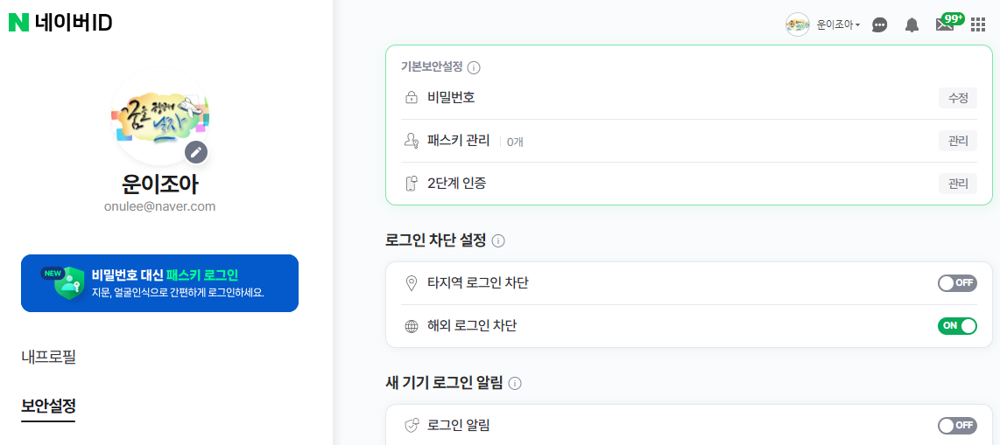 N 네이버ID
운이조아
99+
꿈을 향해 날자
운이조아
onulee@naver.com
NEW
비밀번호 대신 패스키 로그인
지문, 얼굴인식으로 간편하게 로그인하세요.
내프로필
보안설정
기본보안설정
비밀번호
수정
패스키 관리
0개
관리
2단계 인증
관리
로그인 차단 설정
타지역 로그인 차단
OFF
해외 로그인 차단
ON
새 기기 로그인 알림
로그인 알림
OFF